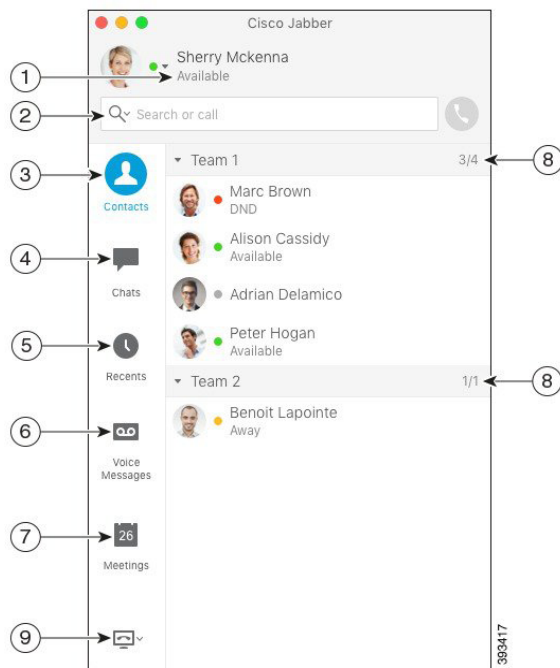 Cisco Jabber
Sherry Mckenna
1
Available
2
Search or call
3
Contacts
Team 1
3/4
8
Marc Brown
DND
4
Chats
Alison Cassidy
Available
Adrian Delamico
5
Recents
Peter Hogan
Available
Team 2
1/1
8
6
Voice
Messages
Benoit Lapointe
Away
7
26
Meetings
9
393417